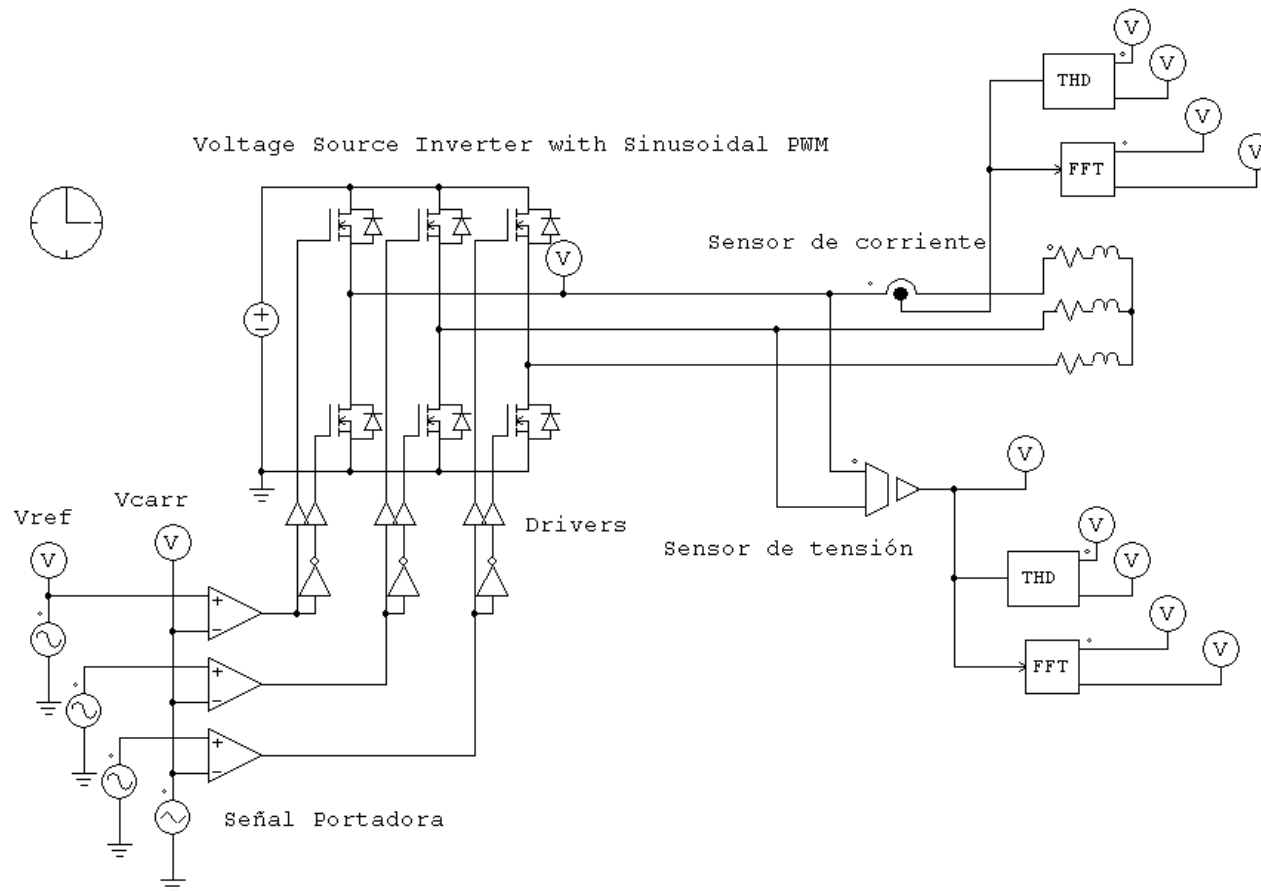 V
V
THD
V
Voltage Source Inverter with Sinusoidal PWM
V
FFT
Sensor de corriente
V
V
Vcarr
Vref
Drivers
Sensor de tensión
V
V
V
V
THD
V
V
FFT
V
Señal Portadora